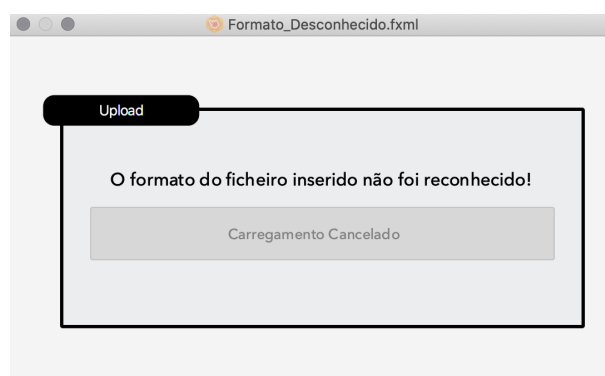 Formato_Desconhecido.fxml
Upload
O formato do ficheiro inserido não foi reconhecido!
Carregamento Cancelado